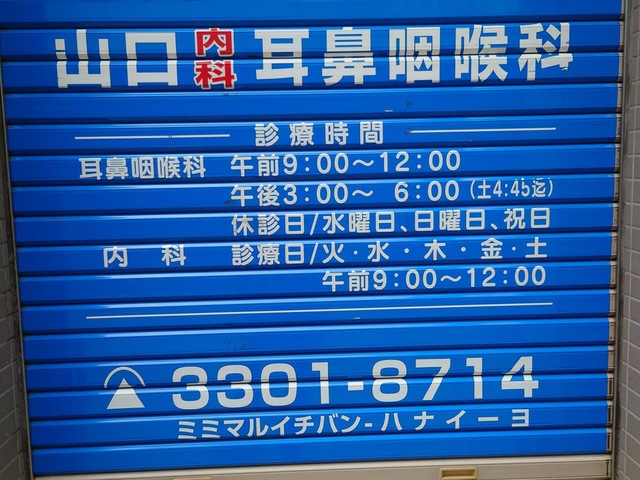 山口内科耳鼻咽喉科
診療時間
耳鼻咽喉科 午前9:00〜12:00
午後3:00〜 6:00(土4:45迄)
休診日/水曜日、日曜日、祝日
内 科 診療日/火・水・木・金・土
午前9:00〜12:00
3301-8714
ミミマルイチバン-ハナイーヨ